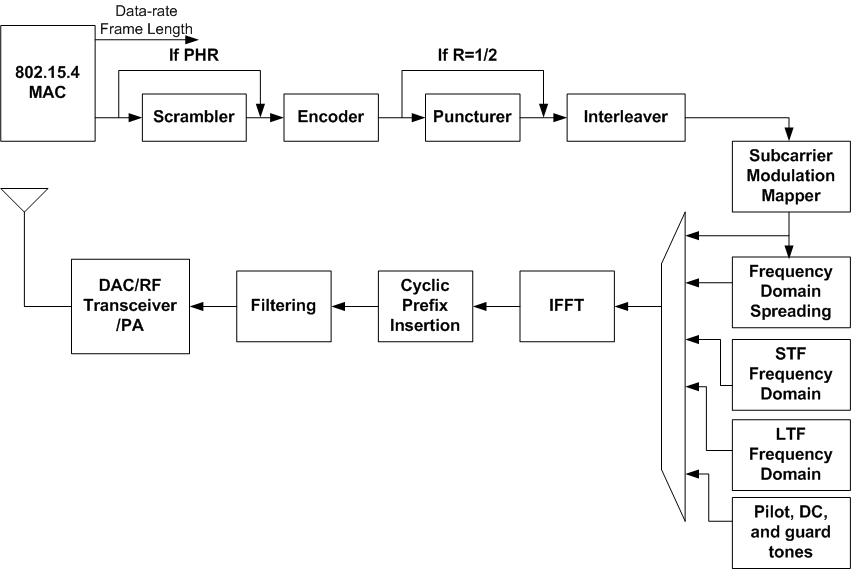 Data-rate
Frame Length
802.15.4
MAC
If PHR
If R=1/2
Scrambler
Encoder
Puncturer
Interleaver
Subcarrier
Modulation
Mapper
DAC/RF
Transceiver
/PA
Filtering
Cyclic
Prefix
Insertion
IFFT
Frequency
Domain
Spreading
STF
Frequency
Domain
LTF
Frequency
Domain
Pilot, DC,
and guard
tones